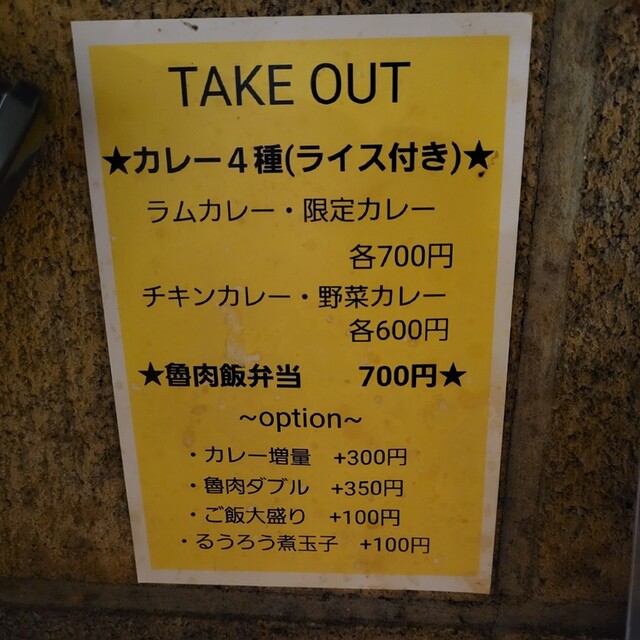 TAKE OUT
★カレー4種(ライス付き)★
ラムカレー・限定カレー
各700円
チキンカレー・野菜カレー
各600円
★魯肉飯弁当 700円★
~option~
・カレー増量 +300円
・魯肉ダブル +350円
・ご飯大盛り +100円
・るうろう煮玉子 +100円